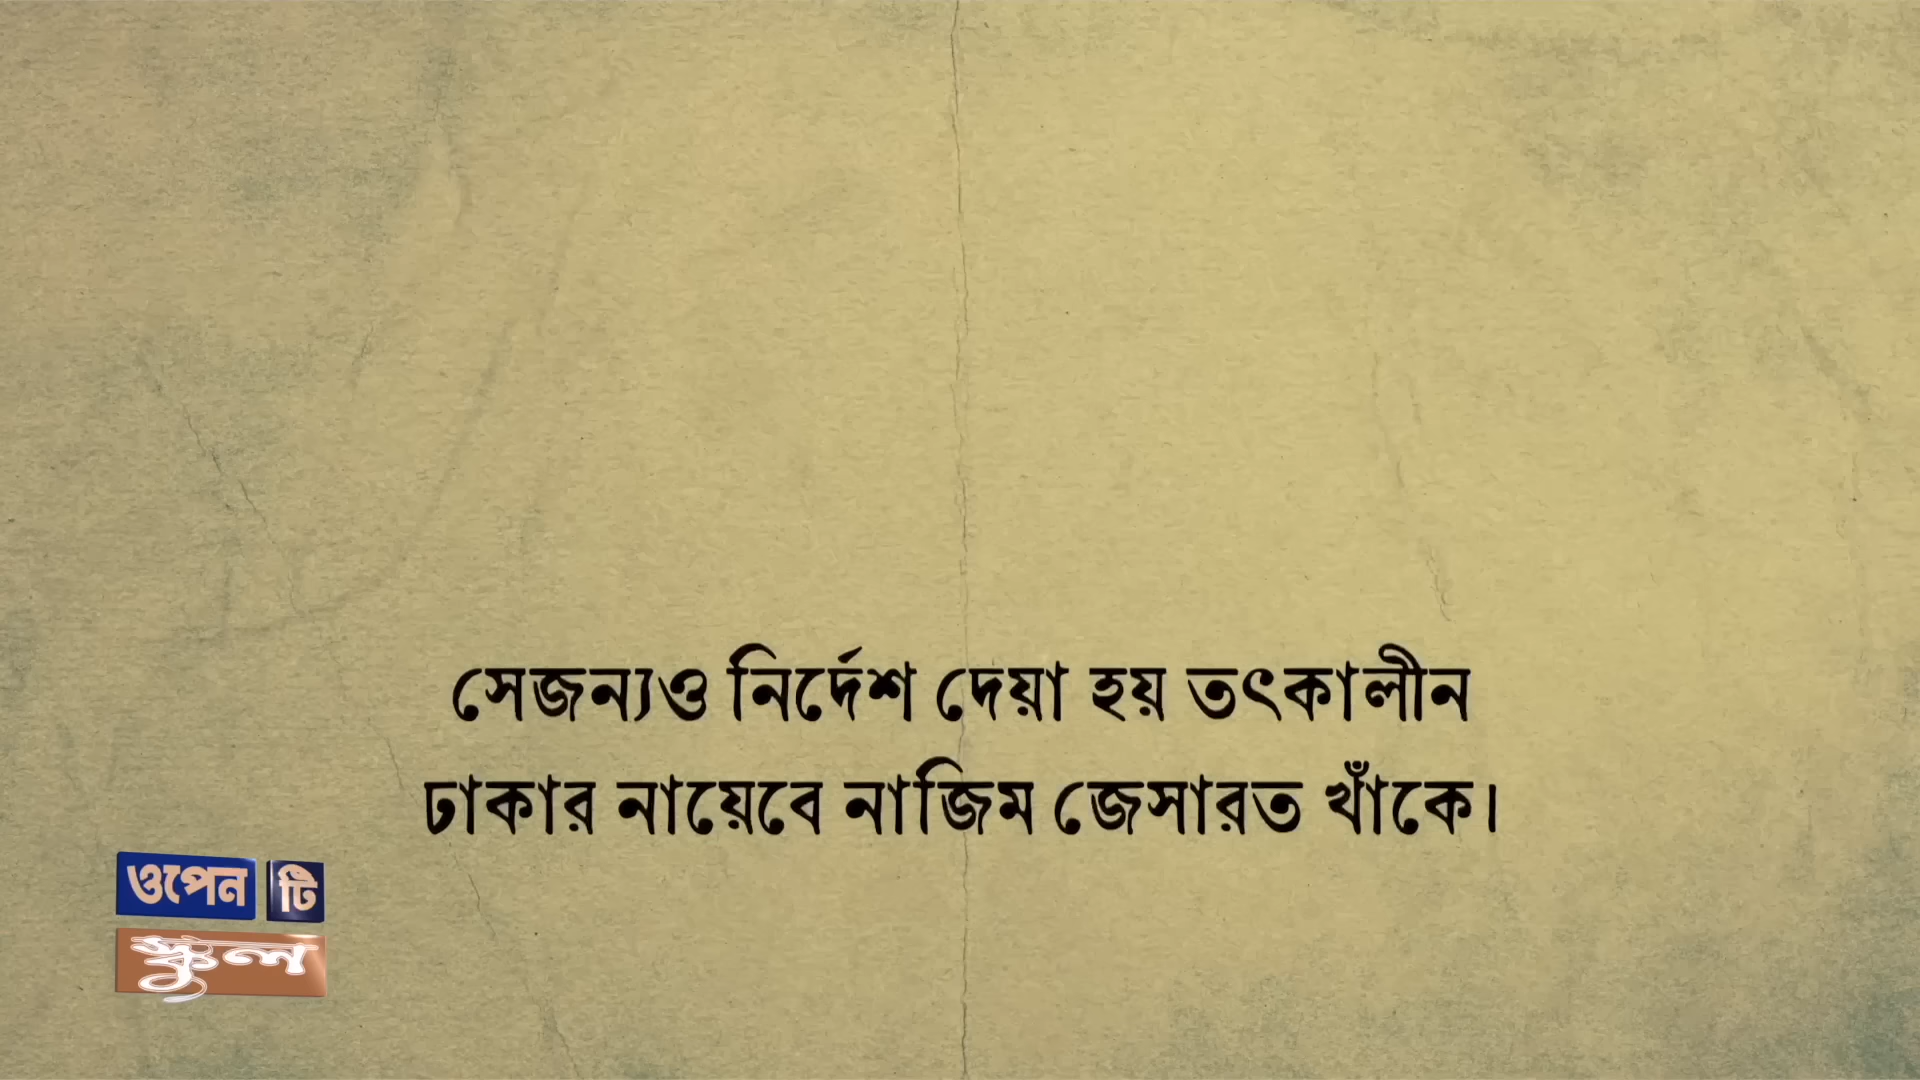 সেজন্যও নির্দেশ দেয়া হয় তৎকালীন
ঢাকার নায়েবে নাজিম জেসারত খাঁকে।
ওপেন টি
স্কুল